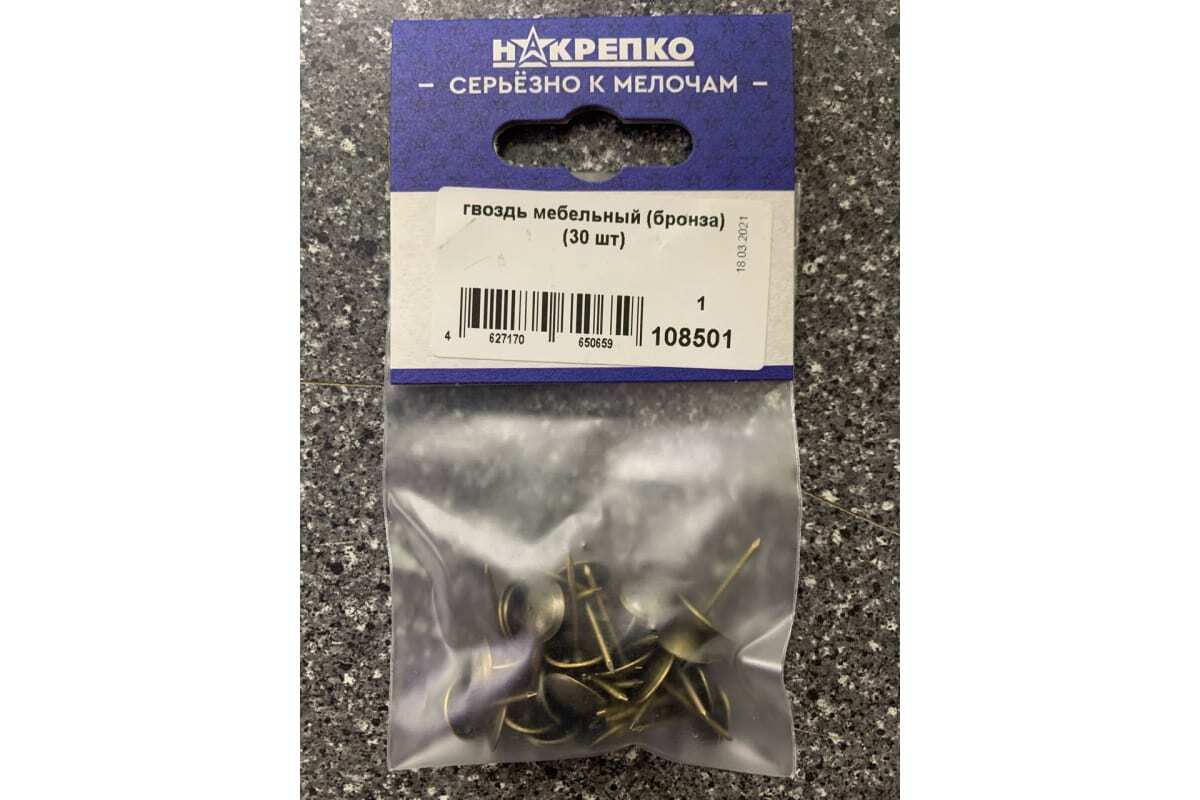 НАКРЕПКО
– СЕРЬЁЗНО К МЕЛОЧАМ –
гвоздь мебельный (бронза)
(30 шт)
18.03.2021
1
4 627170 650659
108501